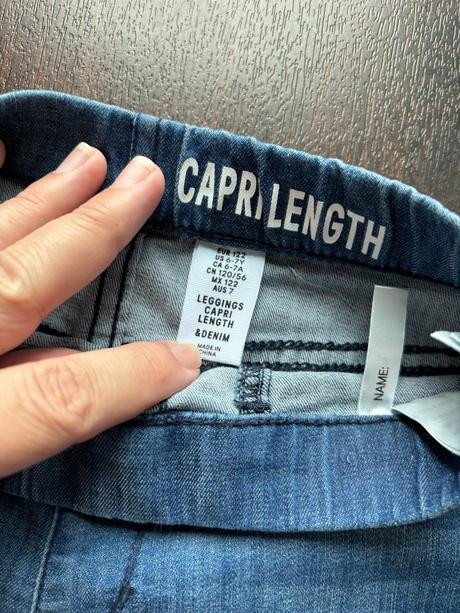 CAPRI LENGTH
EUR 122
US 6-7Y
CA 6-7A
CN 120/56
MX 122
AUS 7
LEGGINGS
CAPRI
LENGTH
&DENIM
MADE IN
CHINA
NAME: